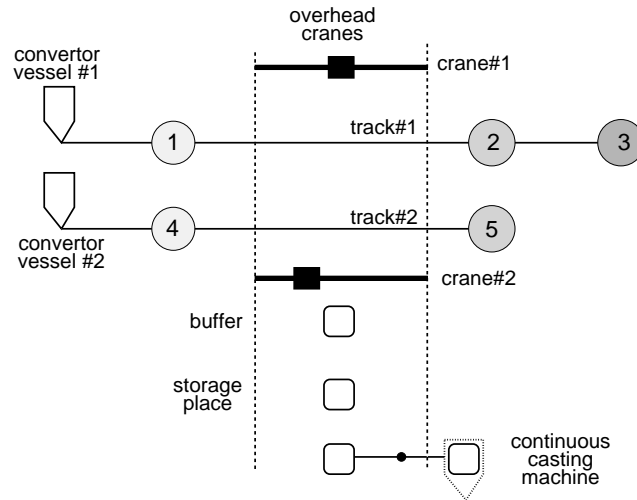 overhead
cranes
convertor
vessel #1
crane#1
track#1
1
2
3
track#2
4
5
convertor
vessel #2
crane#2
buffer
storage
place
continuous
casting
machine